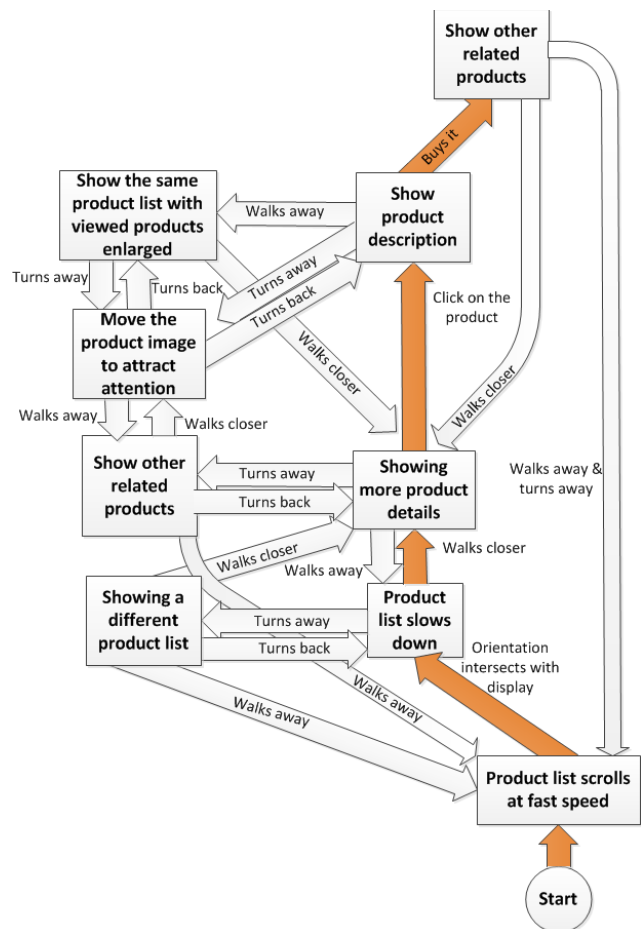 Show other
related
products
Buys it
Show the same
product list with
viewed products
enlarged
Walks away
Show
product
description
Turns away
Turns back
Turns away
Turns back
Click on the
product
Move the
product image
to attract
attention
Walks closer
Walks closer
Walks away
Walks closer
Show other
related
products
Turns away
Turns back
Showing
more product
details
Walks away &
turns away
Walks closer
Walks away
Walks closer
Showing a
different
product list
Turns away
Turns back
Product
list slows
down
Orientation
intersects with
display
Walks away
Walks away
Product list scrolls
at fast speed
Start